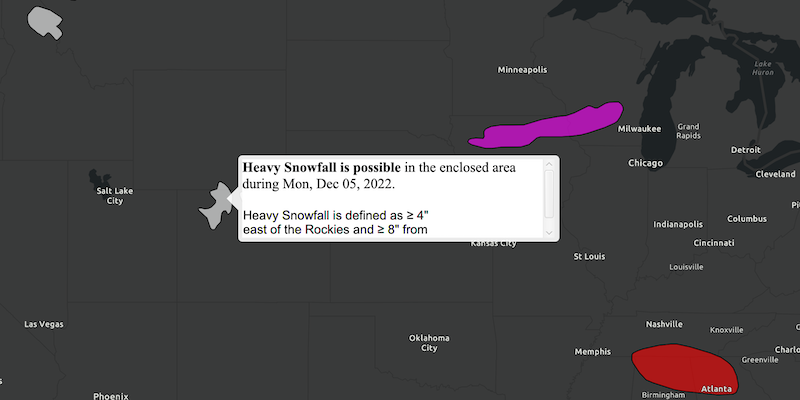 Minneapolis
Lake
Huron
Milwaukee
Grand
Rapids
Detroit
Chicago
Cleveland
Salt Lake
City
Heavy Snowfall is possible in the enclosed area
during Mon, Dec 05, 2022.
Heavy Snowfall is defined as ≥ 4"
east of the Rockies and ≥ 8" from
Columbus
Indianapolis
Kansas City
Cincinnati
St Louis
Louisville
Las Vegas
Nashville
Knoxville
Oklahoma
City
Memphis
Charlo
Greenville
Atlanta
Birmingham
Phoenix